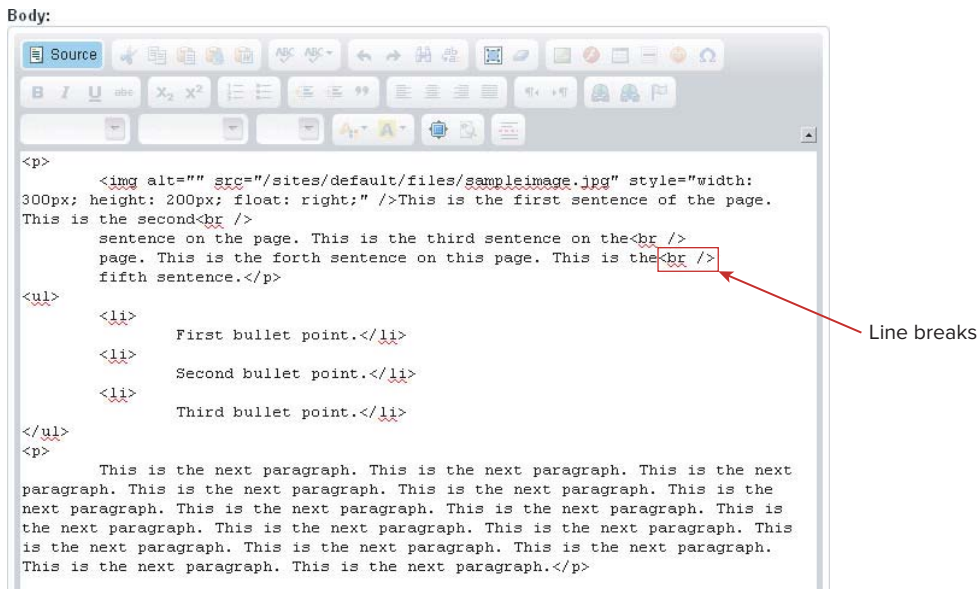 Body:
Source
ABC ABC
B I U abc X₂ X²
A A
<p>
<img alt="" src="/sites/default/files/sampleimage.jpg" style="width:
300px; height: 200px; float: right;" />This is the first sentence of the page.
This is the second<br />
sentence on the page. This is the third sentence on the<br />
page. This is the forth sentence on this page. This is the<br />
fifth sentence.</p>
<ul>
<li>
First bullet point.</li>
<li>
Second bullet point.</li>
<li>
Third bullet point.</li>
</ul>
<p>
This is the next paragraph. This is the next paragraph. This is the next
paragraph. This is the next paragraph. This is the next paragraph. This is the
next paragraph. This is the next paragraph. This is the next paragraph. This is
the next paragraph. This is the next paragraph. This is the next paragraph. This
is the next paragraph. This is the next paragraph. This is the next paragraph.
This is the next paragraph. This is the next paragraph.</p>
Line breaks